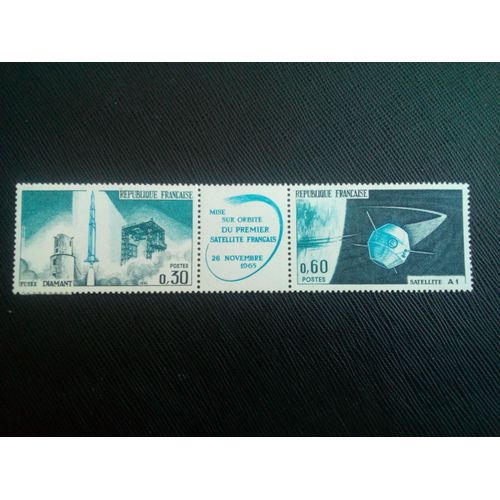 REPUBLIQUE FRANÇAISE
POSTES
0,30
FUSEE DIAMANT
MISE
SUR ORBITE
DU PREMIER
SATELLITE FRANÇAIS
26 NOVEMBRE
1965
REPUBLIQUE FRANÇAISE
0,60
POSTES
SATELLITE A1